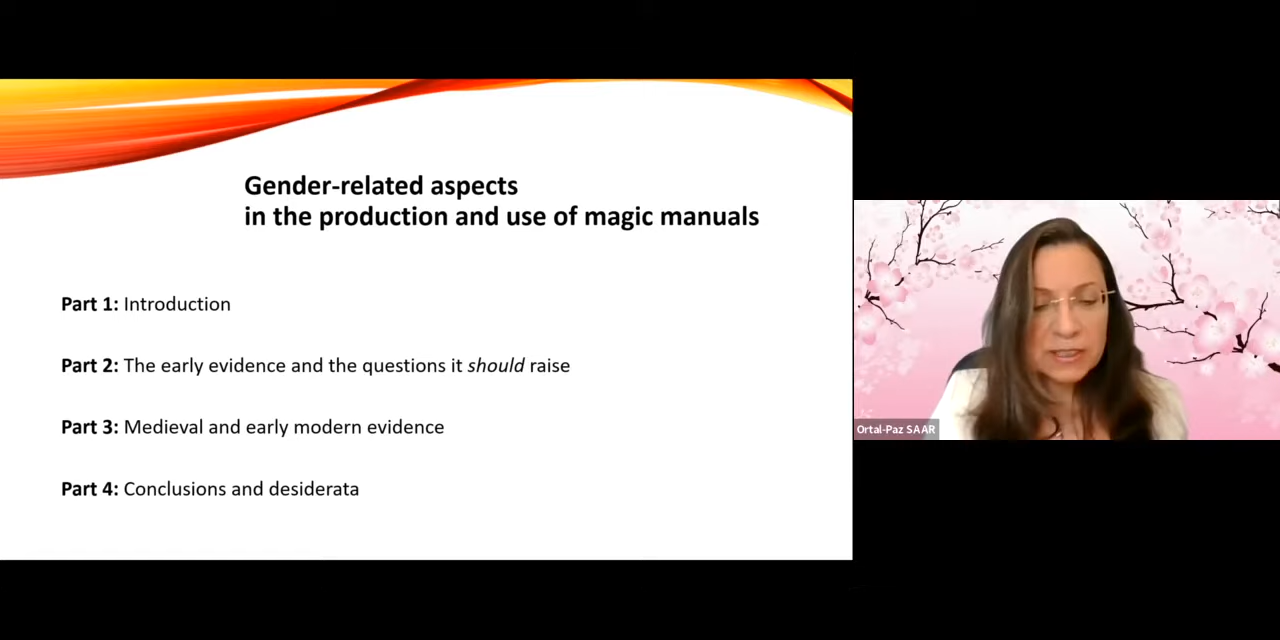 Gender-related aspects
in the production and use of magic manuals
Part 1: Introduction
Part 2: The early evidence and the questions it should raise
Part 3: Medieval and early modern evidence
Part 4: Conclusions and desiderata
Ortal-Paz SAAR